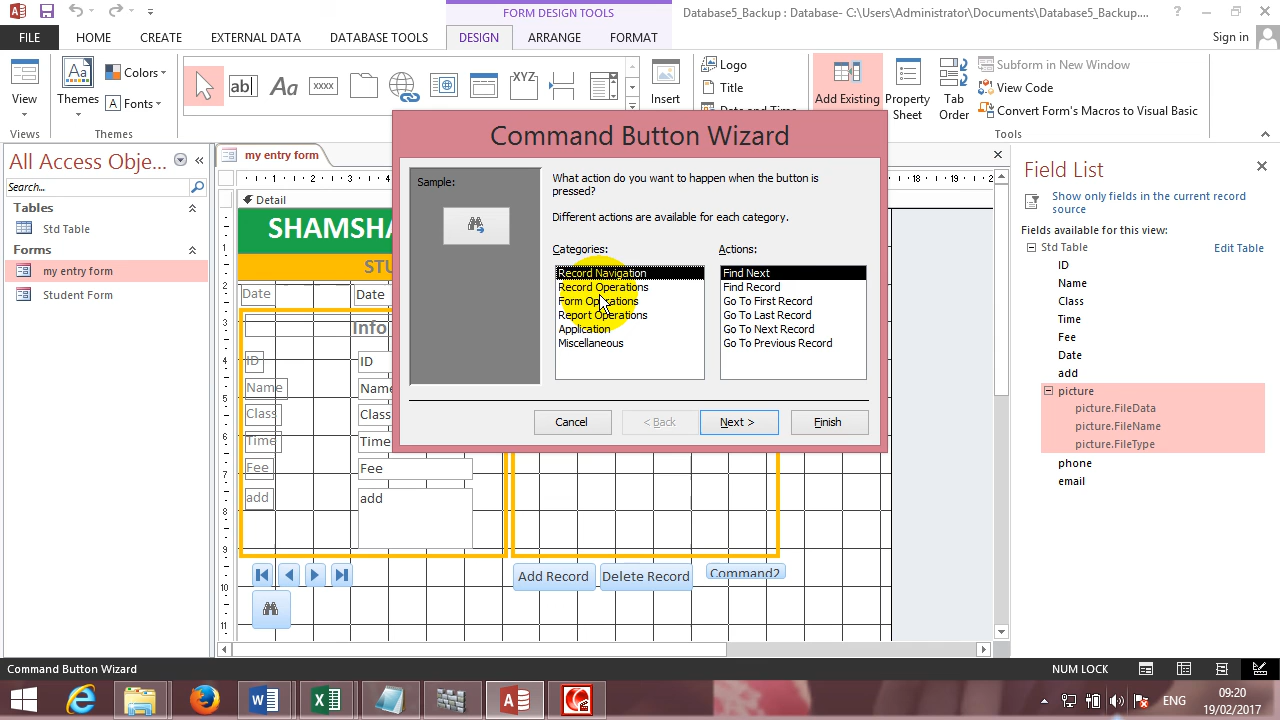 FORM DESIGN TOOLS
Database5_Backup : Database- C:\Users\Administrator\Documents\Database5_Backup....
?
FILE
HOME
CREATE
EXTERNAL DATA
DATABASE TOOLS
DESIGN
ARRANGE
FORMAT
Sign in
View
Themes
Colors
Fonts
Aa
ab|
Aa
xxxx
XYZ
Insert
Logo
Title
Date and Time
Add Existing
Property
Sheet
Tab
Order
Subform in New Window
View Code
Convert Form's Macros to Visual Basic
Views
Themes
Tools
All Access Obje...
Search...
Tables
Std Table
Forms
my entry form
Student Form
my entry form
Detail
SHAMSHA
STU
Date
Date
Info
ID
ID
Name
Name
Class
Class
Time
Time
Fee
Fee
add
add
Add Record
Delete Record
Command2
Command Button Wizard
Sample:
What action do you want to happen when the button is
pressed?
Different actions are available for each category.
Categories:
Actions:
Record Navigation
Record Operations
Form Operations
Report Operations
Application
Miscellaneous
Find Next
Find Record
Go To First Record
Go To Last Record
Go To Next Record
Go To Previous Record
Cancel
< Back
Next >
Finish
Field List
Show only fields in the current record
source
Fields available for this view:
Std Table
Edit Table
ID
Name
Class
Time
Fee
Date
add
picture
picture.FileData
picture.FileName
picture.FileType
phone
email
Command Button Wizard
NUM LOCK
ENG
09:20
19/02/2017